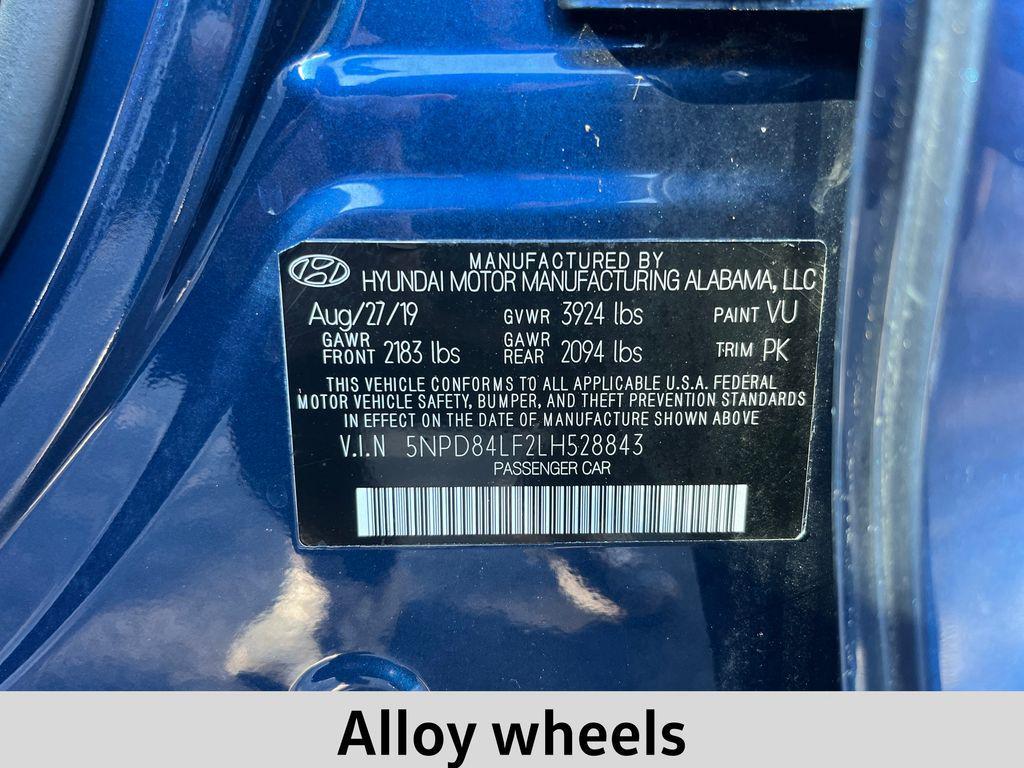 MANUFACTURED BY
HYUNDAI MOTOR MANUFACTURING ALABAMA, LLC
Aug/27/19 GVWR 3924 lbs PAINT VU
GAWR FRONT 2183 lbs GAWR REAR 2094 lbs TRIM PK
THIS VEHICLE CONFORMS TO ALL APPLICABLE U.S.A. FEDERAL
MOTOR VEHICLE SAFETY, BUMPER, AND THEFT PREVENTION STANDARDS
IN EFFECT ON THE DATE OF MANUFACTURE SHOWN ABOVE
V.I.N 5NPD84LF2LH528843
PASSENGER CAR
Alloy wheels